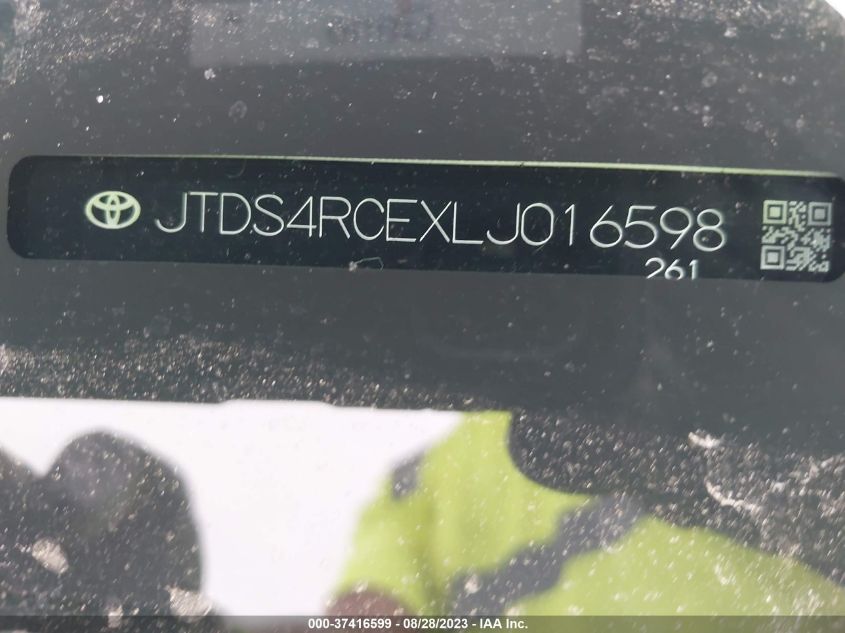 JTDS4RCEXLJ016598
261
000-37416599 | 08/28/2023 - IAA Inc.